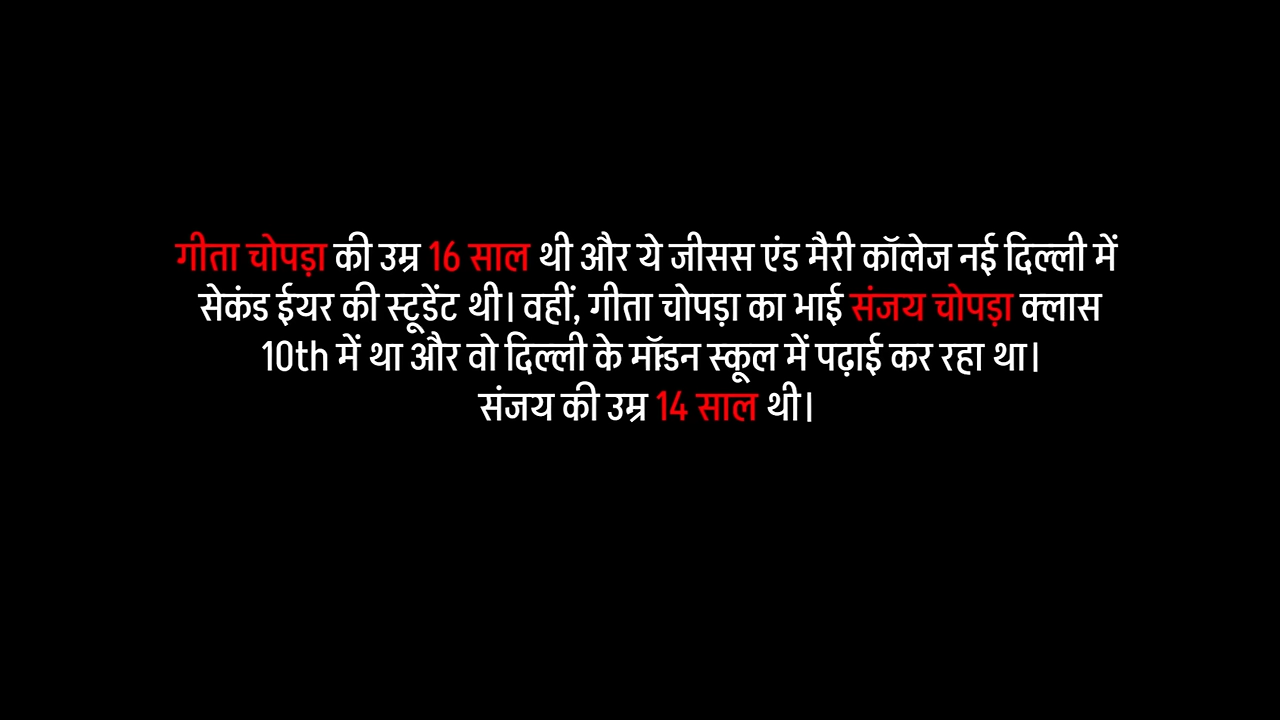 गीता चोपड़ा की उम्र 16 साल थी और ये जीसस एंड मैरी कॉलेज नई दिल्ली में
सेकंड ईयर की स्टूडेंट थी। वहीं, गीता चोपड़ा का भाई संजय चोपड़ा क्लास
10th में था और वो दिल्ली के मॉडन स्कूल में पढ़ाई कर रहा था।
संजय की उम्र 14 साल थी।